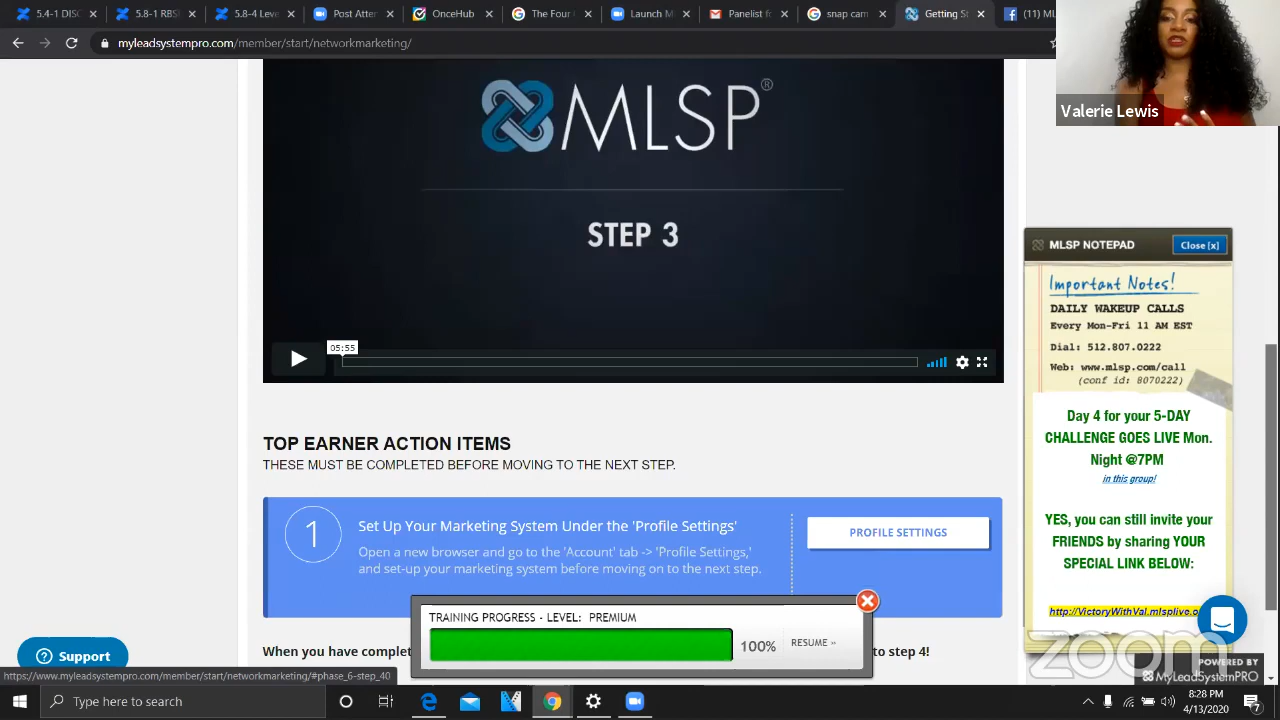 5.4-1 DISC
5.8-1 RBS
5.8-4 Leve
Post Atten
OnceHub
The Four
Launch M
Panelist f
snap cam
Getting St
(11) ML
myleadsystempro.com/member/start/networkmarketing/
Valerie Lewis
MLSP®
STEP 3
05:55
MLSP NOTEPAD
Close [x]
Important Notes!
DAILY WAKEUP CALLS
Every Mon-Fri 11 AM EST
Dial: 512.807.0222
Web: www.mlsp.com/call
(conf id: 8070222)
Day 4 for your 5-DAY
CHALLENGE GOES LIVE Mon.
Night @7PM
in this group!
YES, you can still invite your
FRIENDS by sharing YOUR
SPECIAL LINK BELOW:
http://VictoryWithVal.mlsplive.o
TOP EARNER ACTION ITEMS
THESE MUST BE COMPLETED BEFORE MOVING TO THE NEXT STEP.
1
Set Up Your Marketing System Under the 'Profile Settings'
Open a new browser and go to the 'Account' tab -> 'Profile Settings,'
and set-up your marketing system before moving on to the next step.
PROFILE SETTINGS
TRAINING PROGRESS - LEVEL: PREMIUM
100%
RESUME »
When you have complet
to step 4!
Support
zoom
POWERED BY
MyLeadSystemPRO
https://www.myleadsystempro.com/member/start/networkmarketing/#phase_6-step_40
Type here to search
8:28 PM
4/13/2020
7